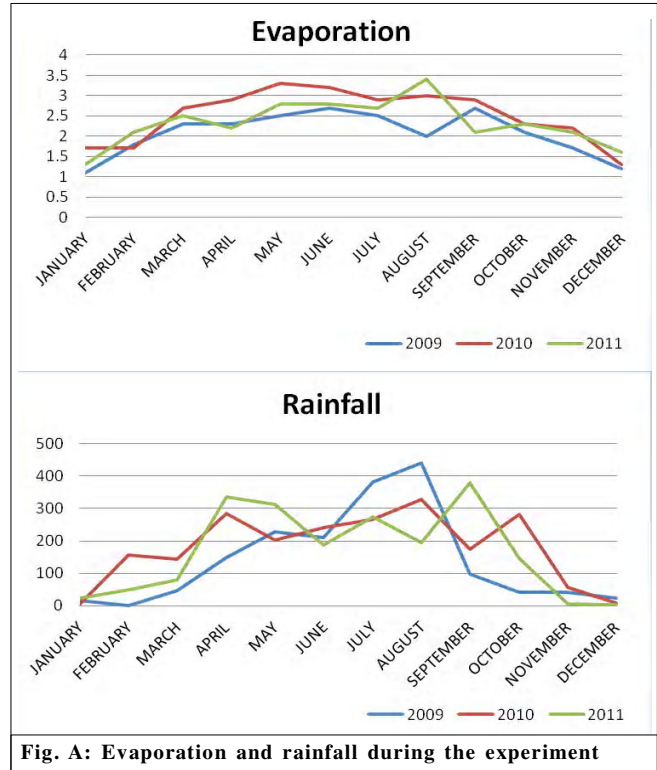 Evaporation
4
3.5
3
2.5
2
1.5
1
0.5
0
JANUARY
FEBRUARY
MARCH
APRIL
MAY
JUNE
JULY
AUGUST
SEPTEMBER
OCTOBER
NOVEMBER
DECEMBER
2009 2010 2011
Rainfall
500
400
300
200
100
0
JANUARY
FEBRUARY
MARCH
APRIL
MAY
JUNE
JULY
AUGUST
SEPTEMBER
OCTOBER
NOVEMBER
DECEMBER
2009 2010 2011
Fig. A: Evaporation and rainfall during the experiment